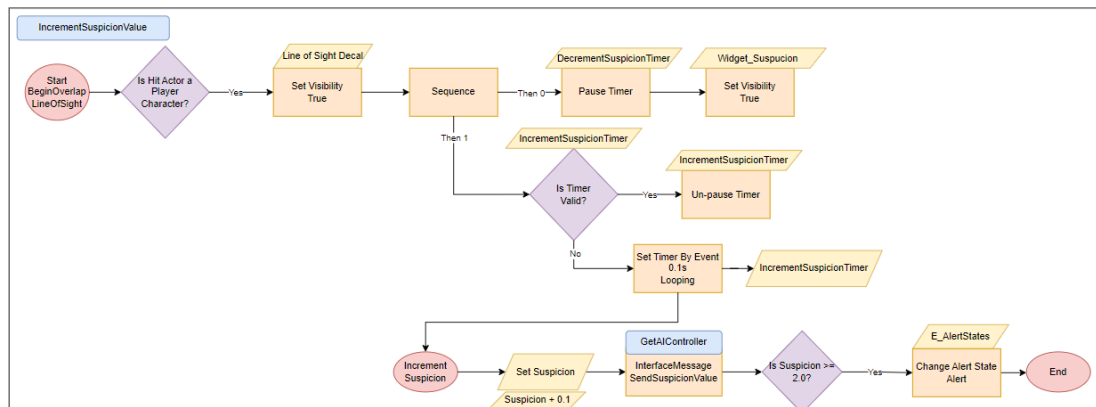 IncrementSuspicionValue
Start
BeginOverlap
LineOfSight
Is Hit Actor a
Player
Character?
Yes
Line of Sight Decal
Set Visibility
True
Sequence
Then 0
DecrementSuspicionTimer
Pause Timer
Widget_Suspucion
Set Visibility
True
Then 1
IncrementSuspicionTimer
Is Timer
Valid?
Yes
IncrementSuspicionTimer
Un-pause Timer
No
Set Timer By Event
0.1s
Looping
IncrementSuspicionTimer
Increment
Suspicion
Set Suspicion
Suspicion + 0.1
GetAIController
InterfaceMessage
SendSuspicionValue
Is Suspicion >=
2.0?
Yes
E_AlertStates
Change Alert State
Alert
End